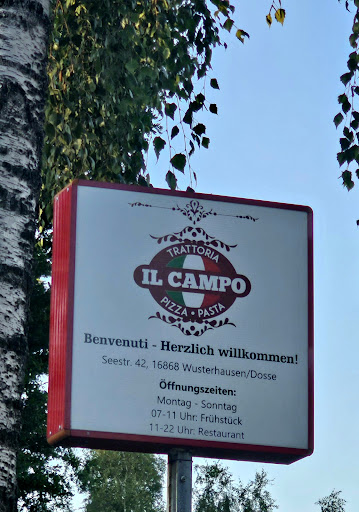 TRATTORIA
IL CAMPO
PIZZA • PASTA
Benvenuti - Herzlich willkommen!
Seestr. 42, 16868 Wusterhausen/Dosse
Öffnungszeiten:
Montag - Sonntag
07-11 Uhr: Frühstück
11-22 Uhr: Restaurant